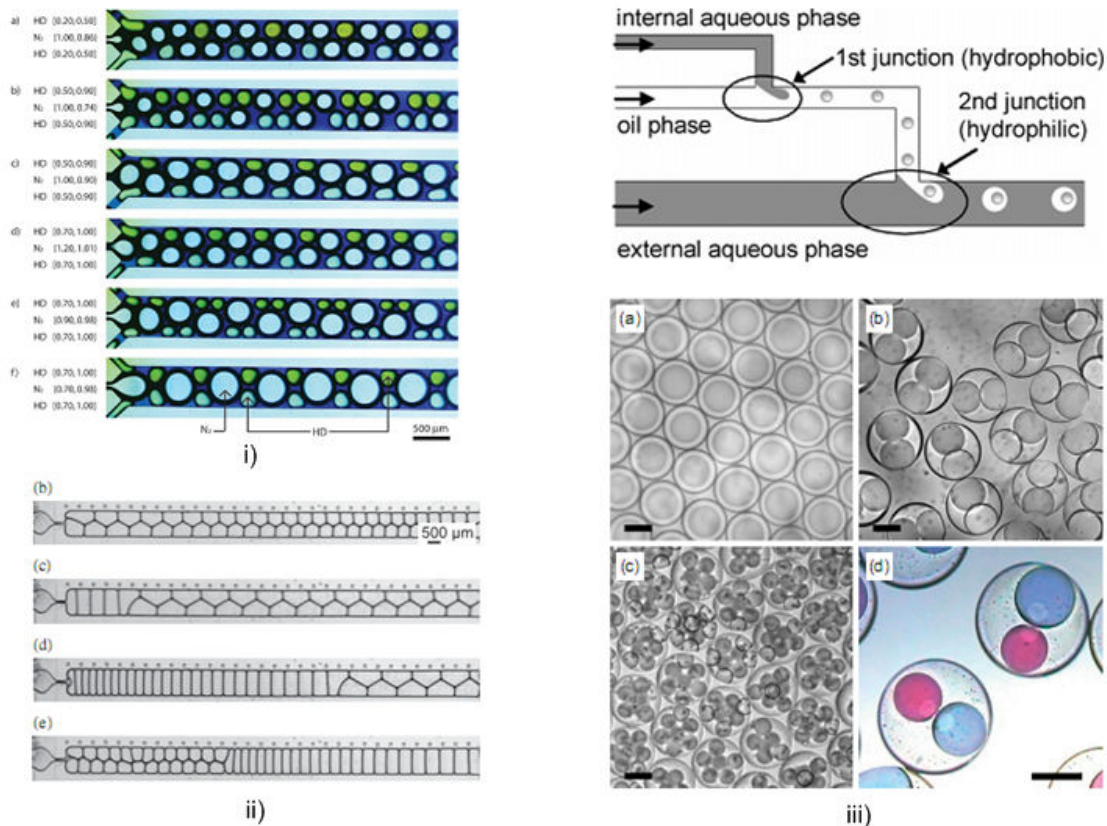 a) HD [0.20, 0.50]
N₂ [1.00, 0.86]
HD [0.20, 0.50]
b) HD [0.50, 0.90]
N₂ [1.00, 0.74]
HD [0.50, 0.90]
c) HD [0.50, 0.90]
N₂ [1.00, 0.90]
HD [0.50, 0.90]
d) HD [0.70, 1.00]
N₂ [1.20, 1.01]
HD [0.70, 1.00]
e) HD [0.70, 1.00]
N₂ [0.90, 0.98]
HD [0.70, 1.00]
f) HD [0.70, 1.00]
N₂ [0.70, 0.98]
HD [0.70, 1.00]
N₂
HD
500 µm
i)
(b)
500 µm
(c)
(d)
(e)
ii)
internal aqueous phase
1st junction (hydrophobic)
oil phase
2nd junction
(hydrophilic)
external aqueous phase
(a)
(b)
(c)
(d)
iii)